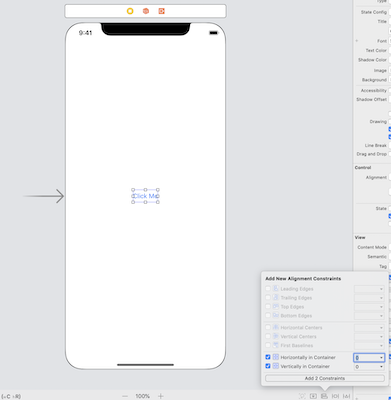 Type
State Config
Title
9:41
Font
Text Color
Shadow Color
Image
Background
Accessibility
Shadow Offset
Drawing
Line Break
Drag and Drop
Control
Alignment
Click Me
State
View
Content Mode
Semantic
Tag
Add New Alignment Constraints
Leading Edges
Trailing Edges
Top Edges
Bottom Edges
Horizontal Centers
Vertical Centers
First Baselines
Horizontally in Container
Vertically in Container 0
Add 2 Constraints
100%